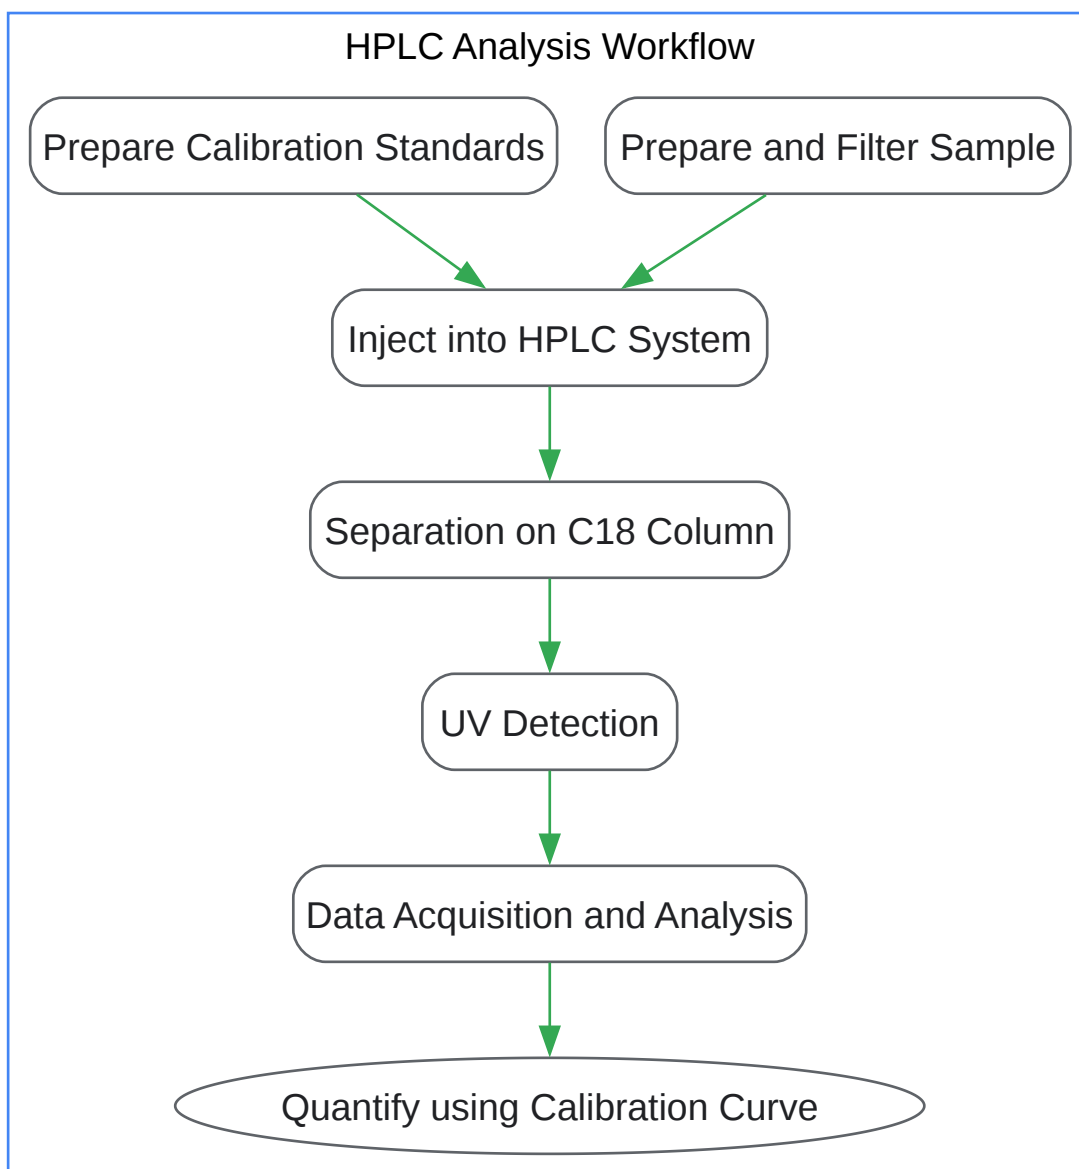 HPLC Analysis Workflow
Prepare Calibration Standards
Prepare and Filter Sample
Inject into HPLC System
Separation on C18 Column
UV Detection
Data Acquisition and Analysis
Quantify using Calibration Curve